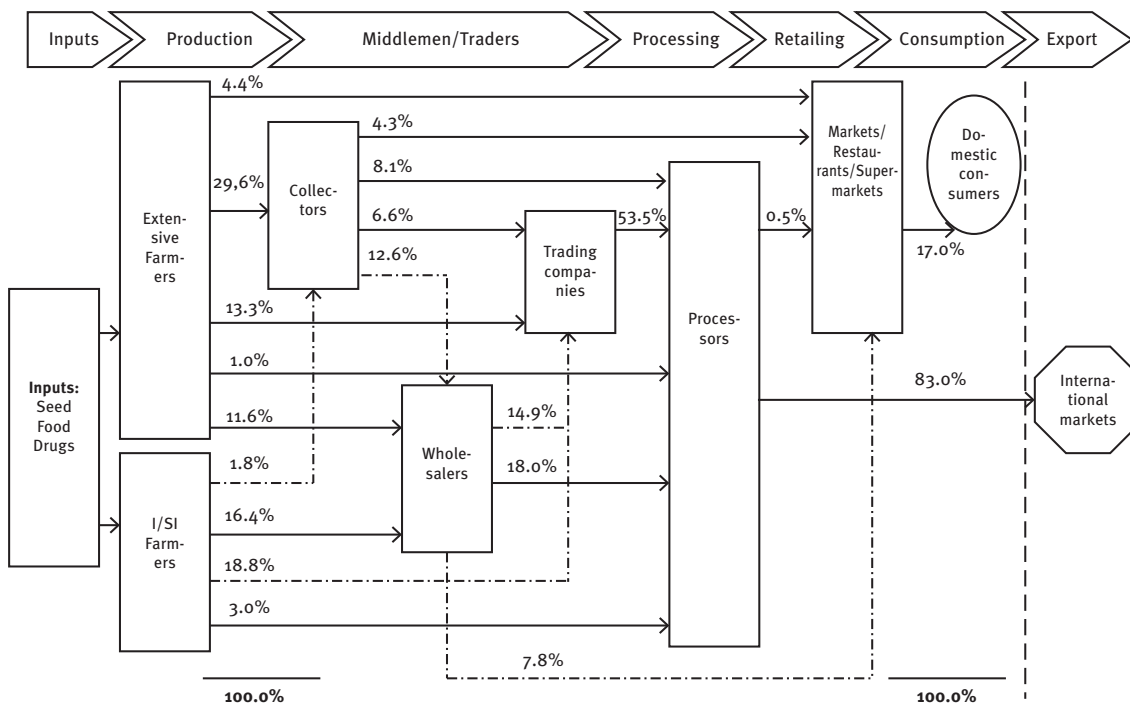 Inputs
Production
Middlemen/Traders
Processing
Retailing
Consumption
Export
4.4%
4.3%
Markets/
Restau-
rants/Super-
markets
Do-
mestic
con-
sumers
8.1%
29,6%
Collec-
tors
Exten-
sive
Farm-
ers
6.6%
53.5%
0.5%
17.0%
12.6%
Trading
compa-
nies
13.3%
Proces-
sors
1.0%
83.0%
Inputs:
Seed
Food
Drugs
Interna-
tional
markets
11.6%
14.9%
Whole-
salers
1.8%
18.0%
I/SI
Farm-
ers
16.4%
18.8%
3.0%
7.8%
100.0%
100.0%